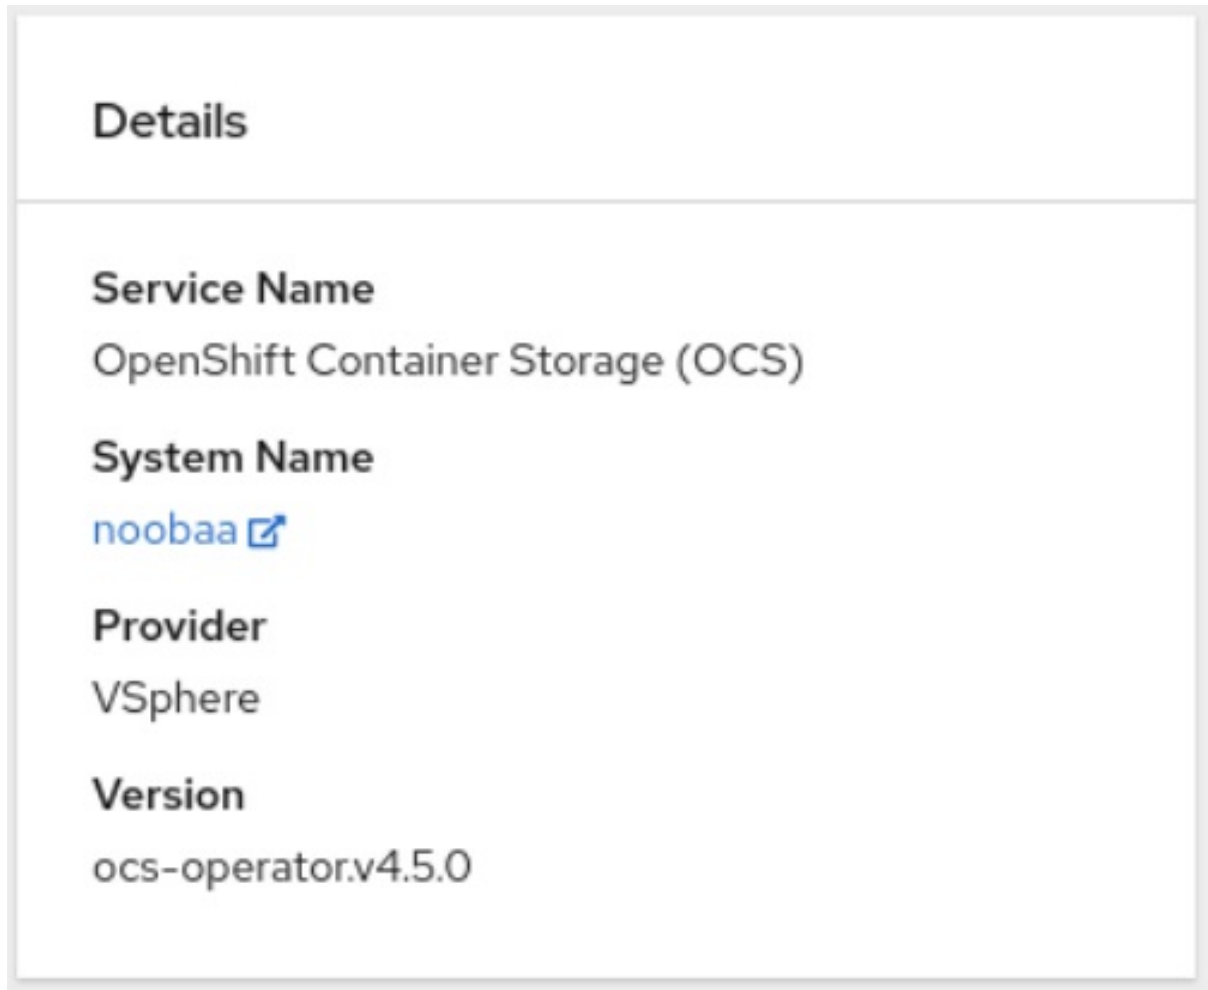 Details
Service Name
OpenShift Container Storage (OCS)
System Name
noobaa
Provider
VSphere
Version
ocs-operator.v4.5.0